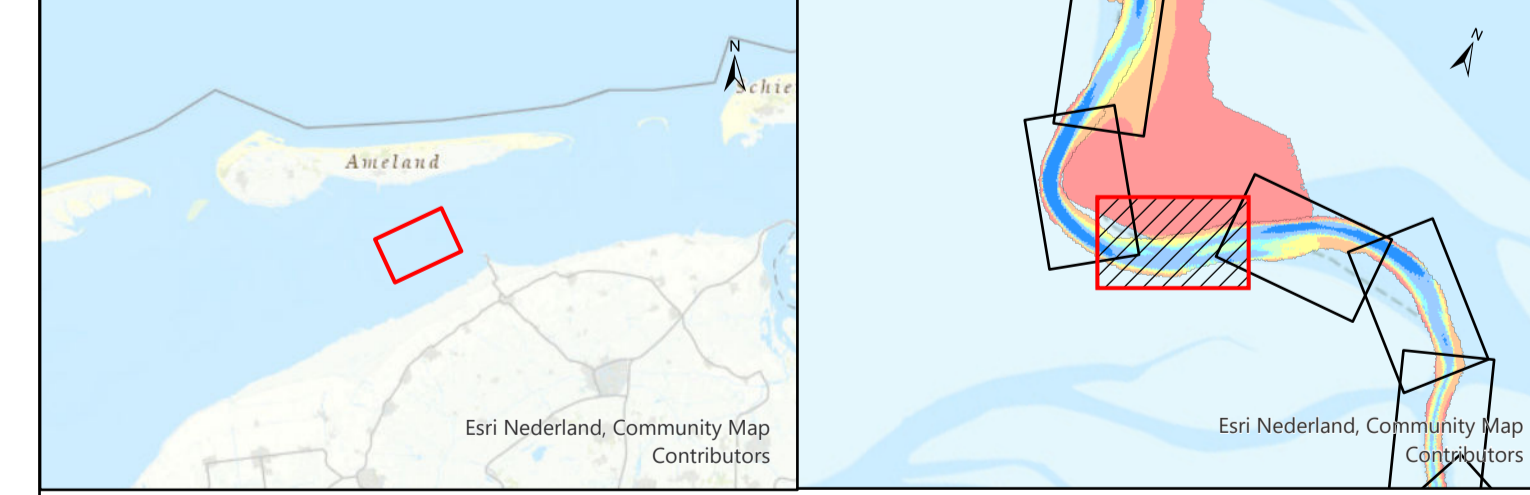 N
Schie
Ameland
Esri Nederland, Community Map
Contributors
N
Esri Nederland, Community Map
Contributors